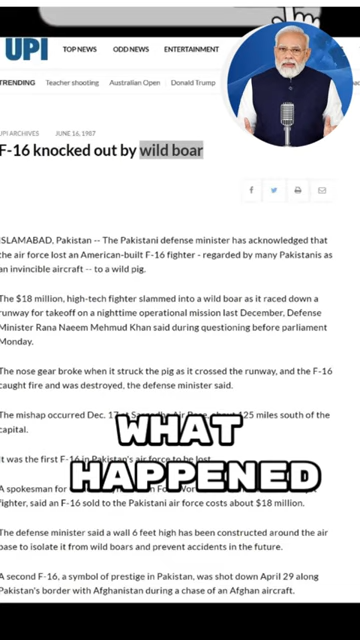 UPI
TOP NEWS ODD NEWS ENTERTAINMENT
TRENDING Teacher shooting Australian Open Donald Trump
UPI ARCHIVES JUNE 16, 1987
F-16 knocked out by wild boar
ISLAMABAD, Pakistan -- The Pakistani defense minister has acknowledged that
the air force lost an American-built F-16 fighter - regarded by many Pakistanis as
an invincible aircraft -- to a wild pig.
The $18 million, high-tech fighter slammed into a wild boar as it raced down a
runway for takeoff on a nighttime operational mission last December, Defense
Minister Rana Naeem Mehmud Khan said during questioning before parliament
Monday.
The nose gear broke when it struck the pig as it crossed the runway, and the F-16
caught fire and was destroyed, the defense minister said.
The mishap occurred Dec. 17 at Air Base, about 125 miles south of the
capital.
WHAT
It was the first F-16 in Pakistan's air force to be lost.
HAPPENED
A spokesman for
fighter, said an F-16 sold to the Pakistani air force costs about $18 million.
The defense minister said a wall 6 feet high has been constructed around the air
base to isolate it from wild boars and prevent accidents in the future.
A second F-16, a symbol of prestige in Pakistan, was shot down April 29 along
Pakistan's border with Afghanistan during a chase of an Afghan aircraft.